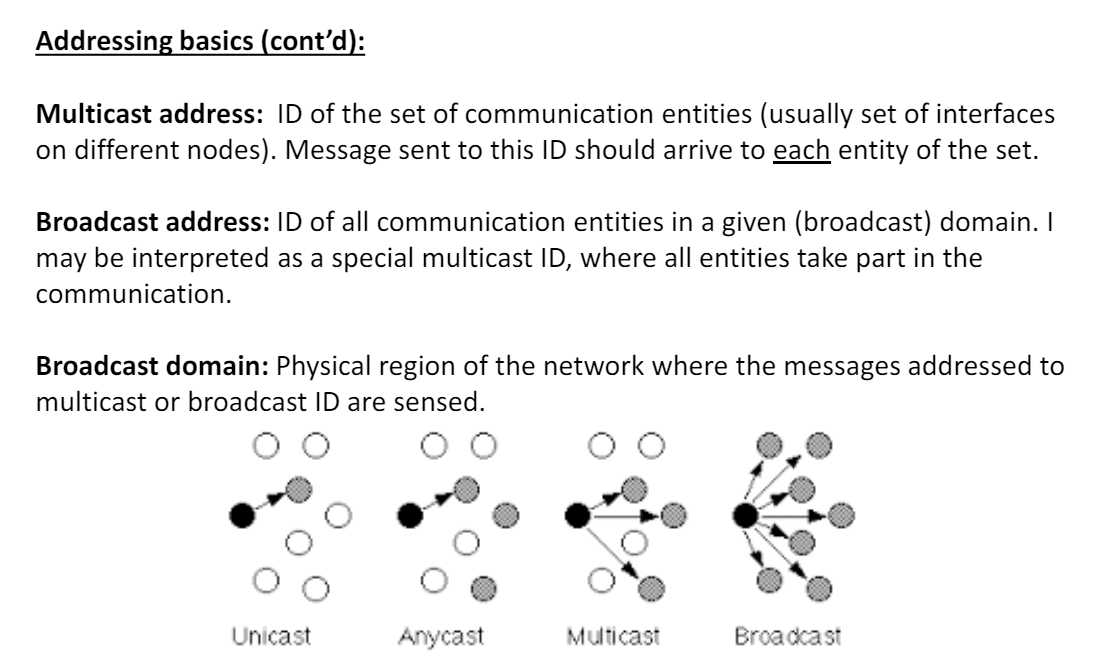 Addressing basics (cont’d):
Multicast address: ID of the set of communication entities (usually set of interfaces
on different nodes). Message sent to this ID should arrive to each entity of the set.
Broadcast address: ID of all communication entities in a given (broadcast) domain. I
may be interpreted as a special multicast ID, where all entities take part in the
communication.
Broadcast domain: Physical region of the network where the messages addressed to
multicast or broadcast ID are sensed.
Unicast Anycast Multicast Broadcast